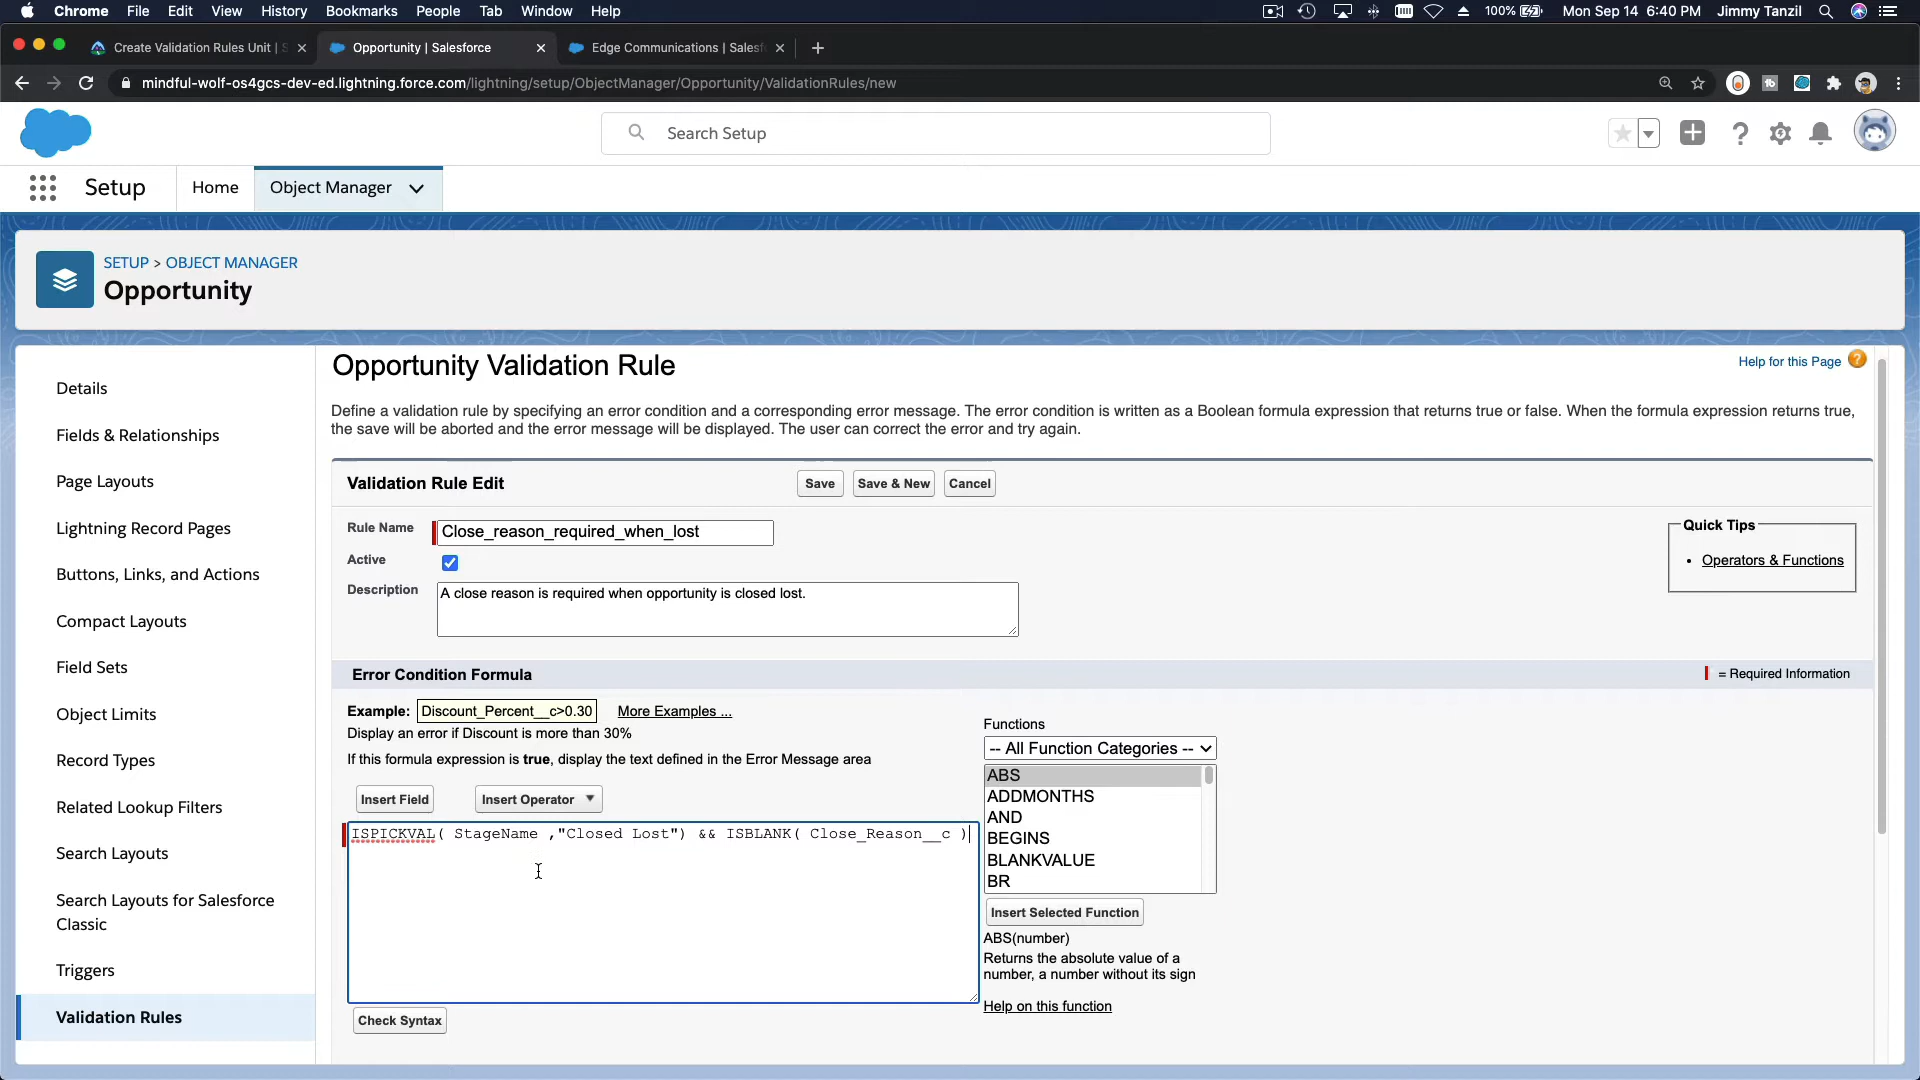 Chrome File Edit View History Bookmarks People Tab Window Help
100% Mon Sep 14 6:40 PM Jimmy Tanzil
Create Validation Rules Unit |
Opportunity | Salesforce
Edge Communications | Salesf
mindful-wolf-os4gcs-dev-ed.lightning.force.com/lightning/setup/ObjectManager/Opportunity/ValidationRules/new
Search Setup
Setup Home Object Manager
SETUP > OBJECT MANAGER
Opportunity
Details
Fields & Relationships
Page Layouts
Lightning Record Pages
Buttons, Links, and Actions
Compact Layouts
Field Sets
Object Limits
Record Types
Related Lookup Filters
Search Layouts
Search Layouts for Salesforce
Classic
Triggers
Validation Rules
Opportunity Validation Rule
Help for this Page ?
Define a validation rule by specifying an error condition and a corresponding error message. The error condition is written as a Boolean formula expression that returns true or false. When the formula expression returns true,
the save will be aborted and the error message will be displayed. The user can correct the error and try again.
Validation Rule Edit Save Save & New Cancel
Rule Name Close_reason_required_when_lost
Active
Description A close reason is required when opportunity is closed lost.
Quick Tips
• Operators & Functions
Error Condition Formula
= Required Information
Example: Discount_Percent__c>0.30 More Examples ...
Display an error if Discount is more than 30%
If this formula expression is true, display the text defined in the Error Message area
Insert Field Insert Operator
ISPICKVAL( StageName ,"Closed Lost") && ISBLANK( Close_Reason__c )
Check Syntax
Functions
-- All Function Categories --
ABS
ADDMONTHS
AND
BEGINS
BLANKVALUE
BR
Insert Selected Function
ABS(number)
Returns the absolute value of a
number, a number without its sign
Help on this function